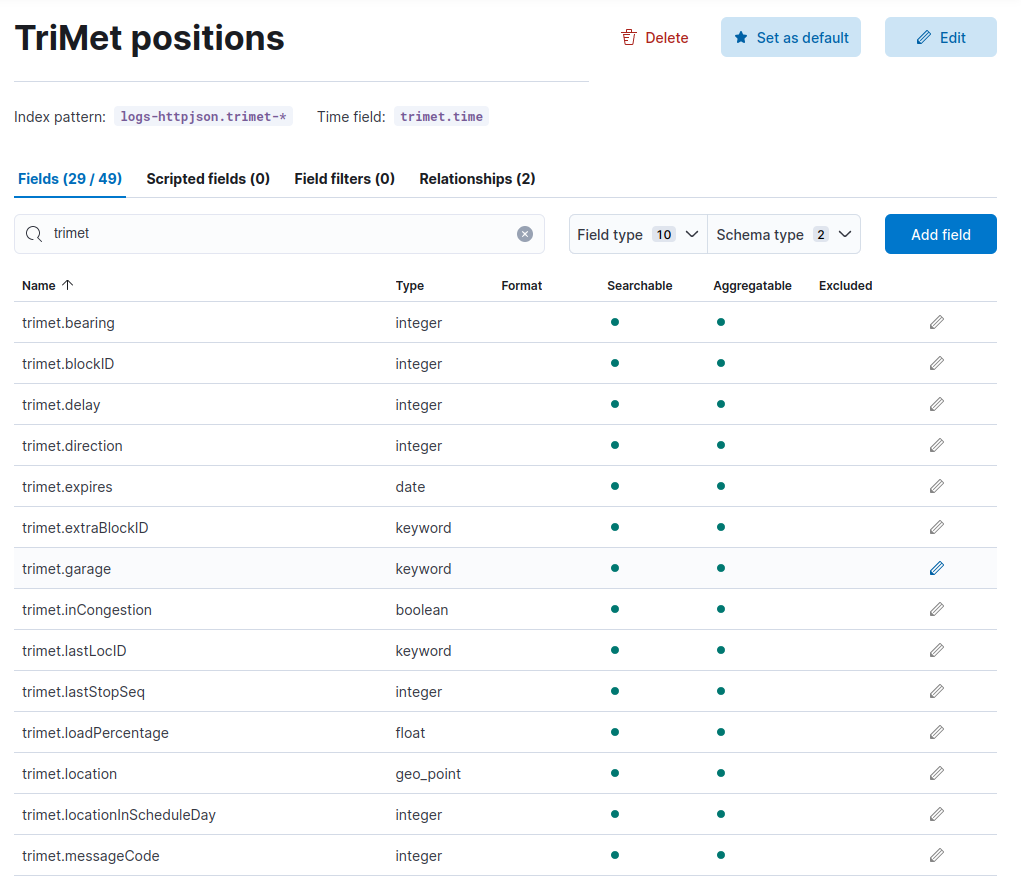 TriMet positions
Delete
Set as default
Edit
Index pattern: logs-httpjson.trimet-* Time field: trimet.time
Fields (29 / 49) Scripted fields (0) Field filters (0) Relationships (2)
trimet
Field type 10 Schema type 2
Add field
Name Type Format Searchable Aggregatable Excluded
trimet.bearing integer
trimet.blockID integer
trimet.delay integer
trimet.direction integer
trimet.expires date
trimet.extraBlockID keyword
trimet.garage keyword
trimet.inCongestion boolean
trimet.lastLocID keyword
trimet.lastStopSeq integer
trimet.loadPercentage float
trimet.location geo_point
trimet.locationInScheduleDay integer
trimet.messageCode integer